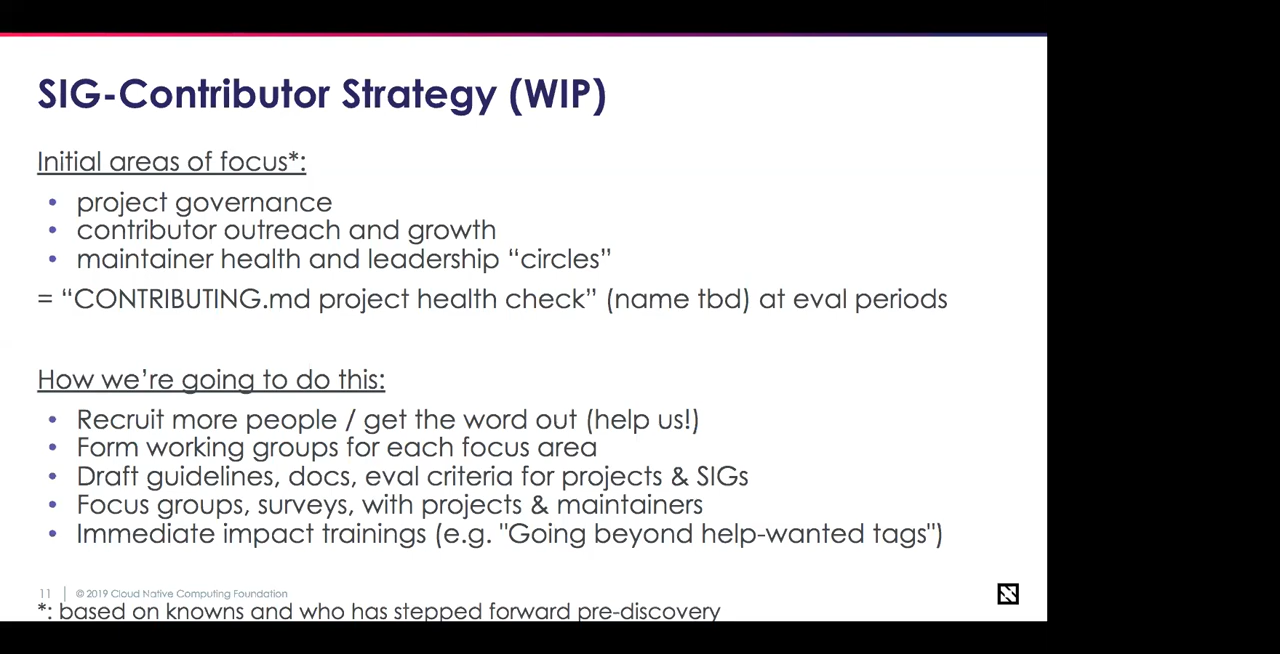 SIG-Contributor Strategy (WIP)
Initial areas of focus*:
• project governance
• contributor outreach and growth
• maintainer health and leadership “circles”
= “CONTRIBUTING.md project health check” (name tbd) at eval periods
How we’re going to do this:
• Recruit more people / get the word out (help us!)
• Form working groups for each focus area
• Draft guidelines, docs, eval criteria for projects & SIGs
• Focus groups, surveys, with projects & maintainers
• Immediate impact trainings (e.g. "Going beyond help-wanted tags")
11 | © 2019 Cloud Native Computing Foundation
*: based on knowns and who has stepped forward pre-discovery